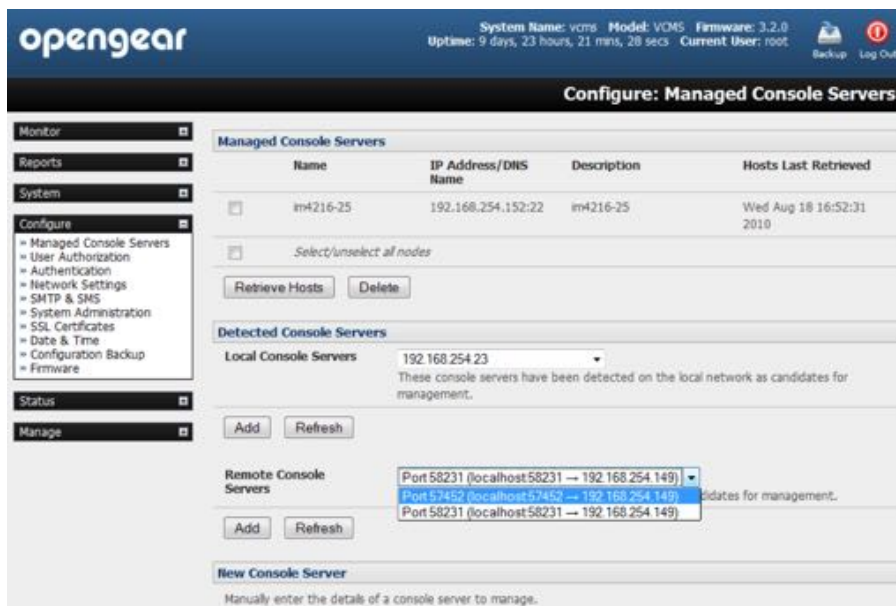 opengear
System Name: vcms Model: VCMS Firmware: 3.2.0
Uptime: 9 days, 23 hours, 21 mins, 28 secs Current User: root
Backup
Log Out
Configure: Managed Console Servers
Monitor
Reports
System
Configure
» Managed Console Servers
» User Authorization
» Authentication
» Network Settings
» SMTP & SMS
» System Administration
» SSL Certificates
» Date & Time
» Configuration Backup
» Firmware
Status
Manage
Managed Console Servers
Name IP Address/DNS Name Description Hosts Last Retrieved
im4216-25 192.168.254.152:22 im4216-25 Wed Aug 18 16:52:31 2010
Select/unselect all nodes
Retrieve Hosts Delete
Detected Console Servers
Local Console Servers 192.168.254.23
These console servers have been detected on the local network as candidates for
management.
Add Refresh
Remote Console Servers
Port 58231 (localhost:58231 → 192.168.254.149)
Port 57452 (localhost:57452 → 192.168.254.149) didates for management.
Port 58231 (localhost:58231 → 192.168.254.149)
Add Refresh
New Console Server
Manually enter the details of a console server to manage.